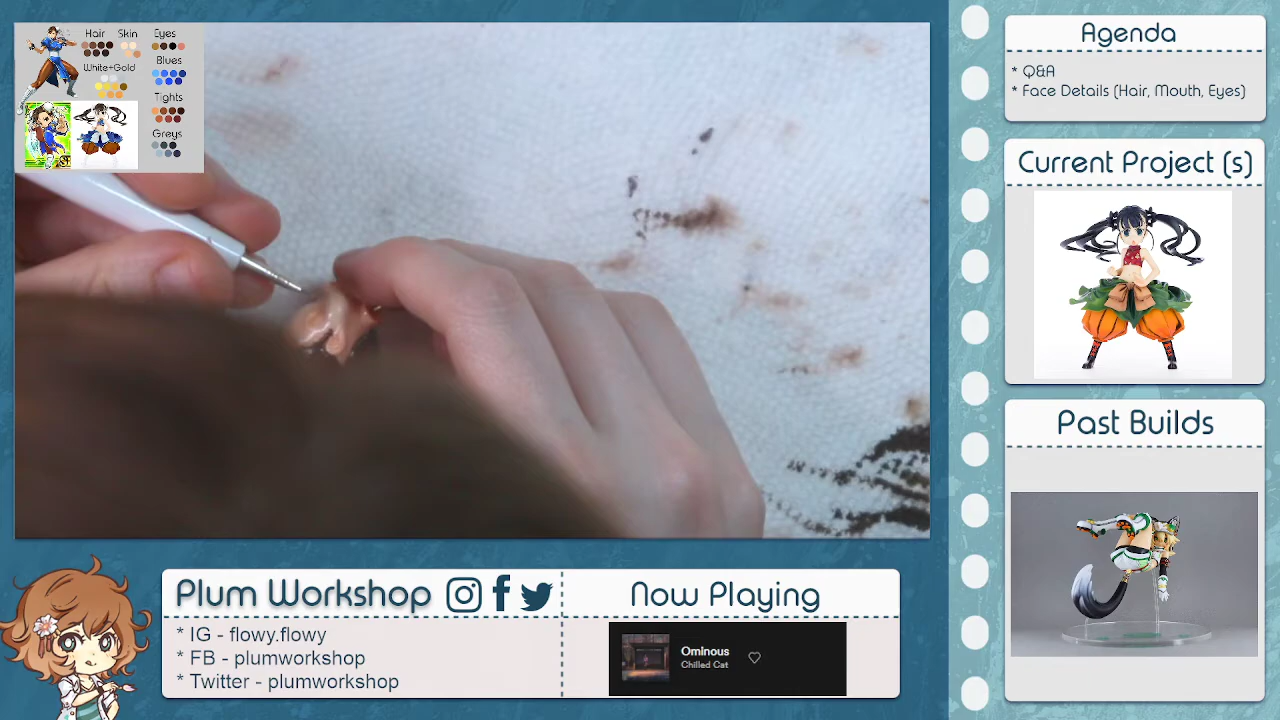 Hair Skin Eyes
White+Gold
Blues
Tights
Greys
Agenda
* Q&A
* Face Details (Hair, Mouth, Eyes)
Current Project (s)
Past Builds
Plum Workshop
* IG - flowy.flowy
* FB - plumworkshop
* Twitter - plumworkshop
Now Playing
Ominous
Chilled Cat